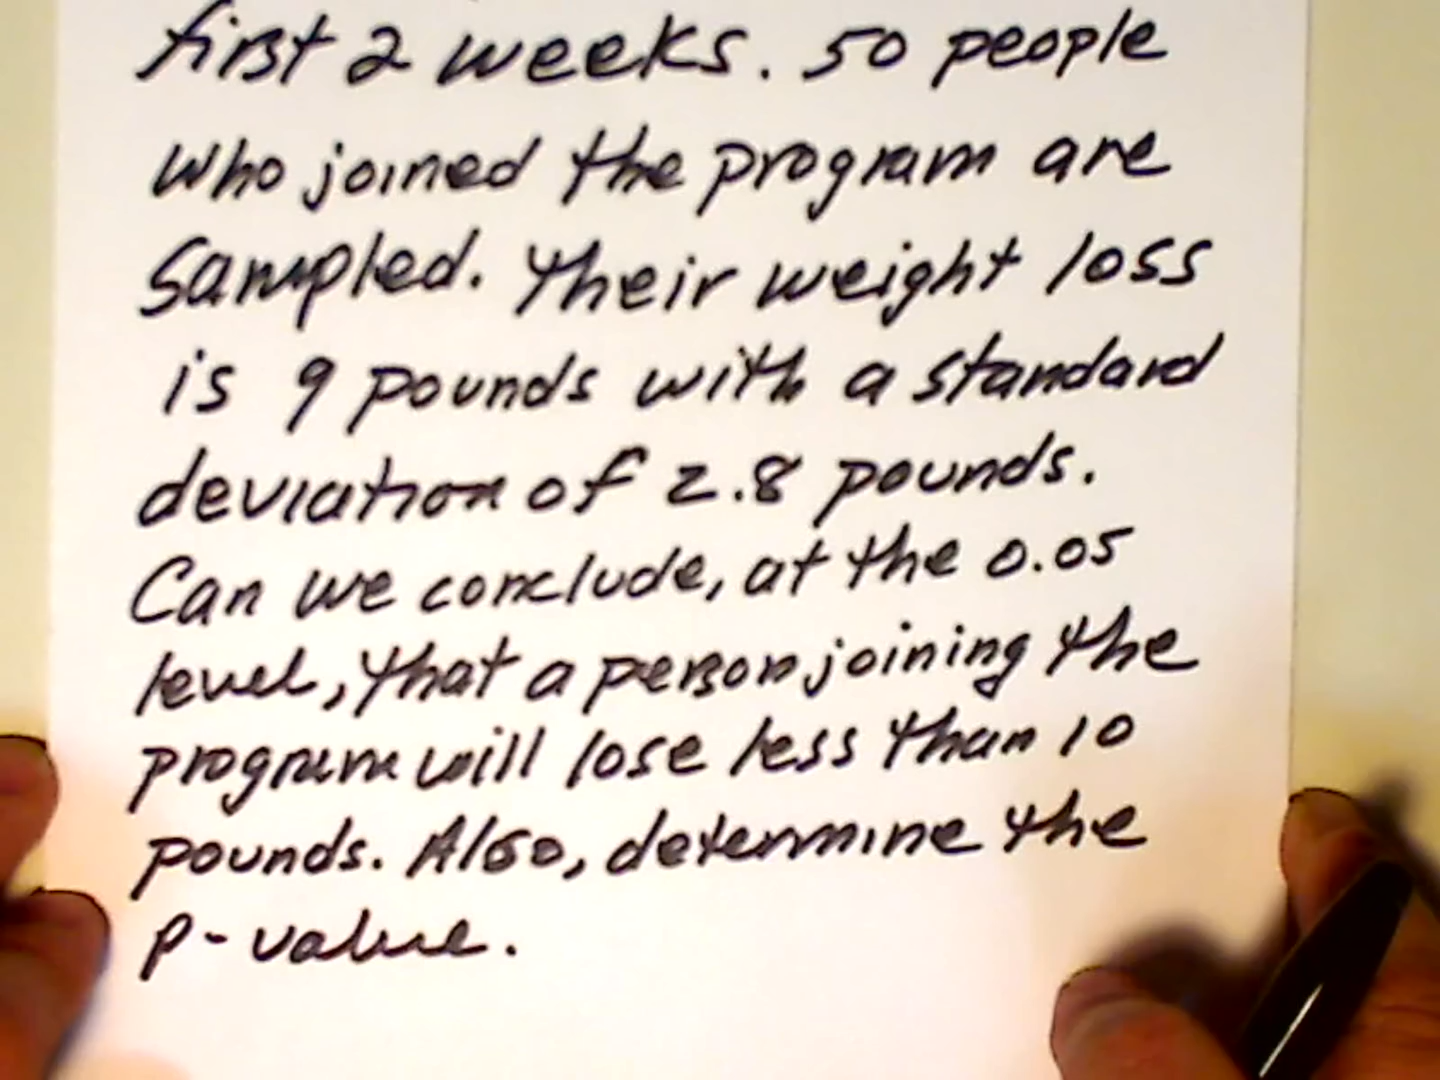 first 2 weeks. 50 people
who joined the program are
sampled. Their weight loss
is 9 pounds with a standard
deviation of 2.8 pounds.
Can we conclude, at the 0.05
level, that a person joining the
program will lose less than 10
pounds. Also, determine the
p-value.